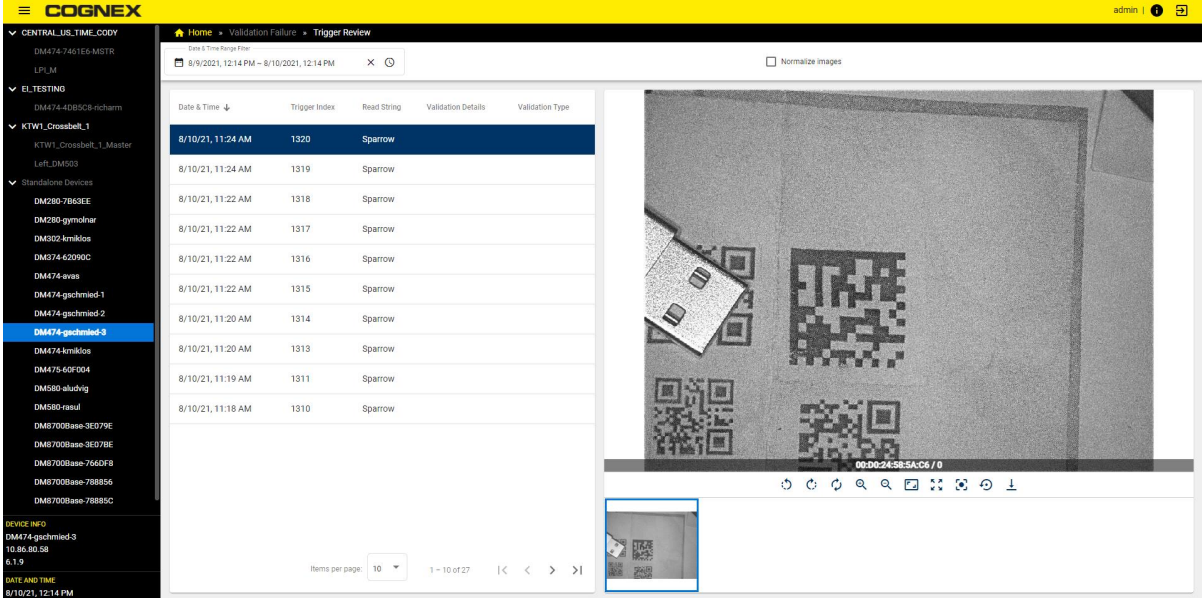 COGNEX
admin |
CENTRAL_US_TIME_CODY
DM474-7461E6-MSTR
LPI_M
EI_TESTING
DM474-4DB5C8-richarm
KTW1_Crossbelt_1
KTW1_Crossbelt_1_Master
Left_DM503
Standalone Devices
DM280-7B63EE
DM280-gymolnar
DM302-kmiklos
DM374-62090C
DM474-avas
DM474-gschmied-1
DM474-gschmied-2
DM474-gschmied-3
DM474-kmiklos
DM475-60F004
DM580-aludvig
DM580-rasul
DM8700Base-3E079E
DM8700Base-3E07BE
DM8700Base-766DF8
DM8700Base-788856
DM8700Base-78885C
DEVICE INFO
DM474-gschmied-3
10.86.80.58
6.1.9
DATE AND TIME
8/10/21, 12:14 PM
Home » Validation Failure » Trigger Review
Date & Time Range Filter
8/9/2021, 12:14 PM – 8/10/2021, 12:14 PM
Normalize images
Date & Time Trigger Index Read String Validation Details Validation Type
8/10/21, 11:24 AM 1320 Sparrow
8/10/21, 11:24 AM 1319 Sparrow
8/10/21, 11:22 AM 1318 Sparrow
8/10/21, 11:22 AM 1317 Sparrow
8/10/21, 11:22 AM 1316 Sparrow
8/10/21, 11:22 AM 1315 Sparrow
8/10/21, 11:20 AM 1314 Sparrow
8/10/21, 11:20 AM 1313 Sparrow
8/10/21, 11:19 AM 1311 Sparrow
8/10/21, 11:18 AM 1310 Sparrow
Items per page: 10 1 – 10 of 27
00:D0:24:58:5A:C6 / 0